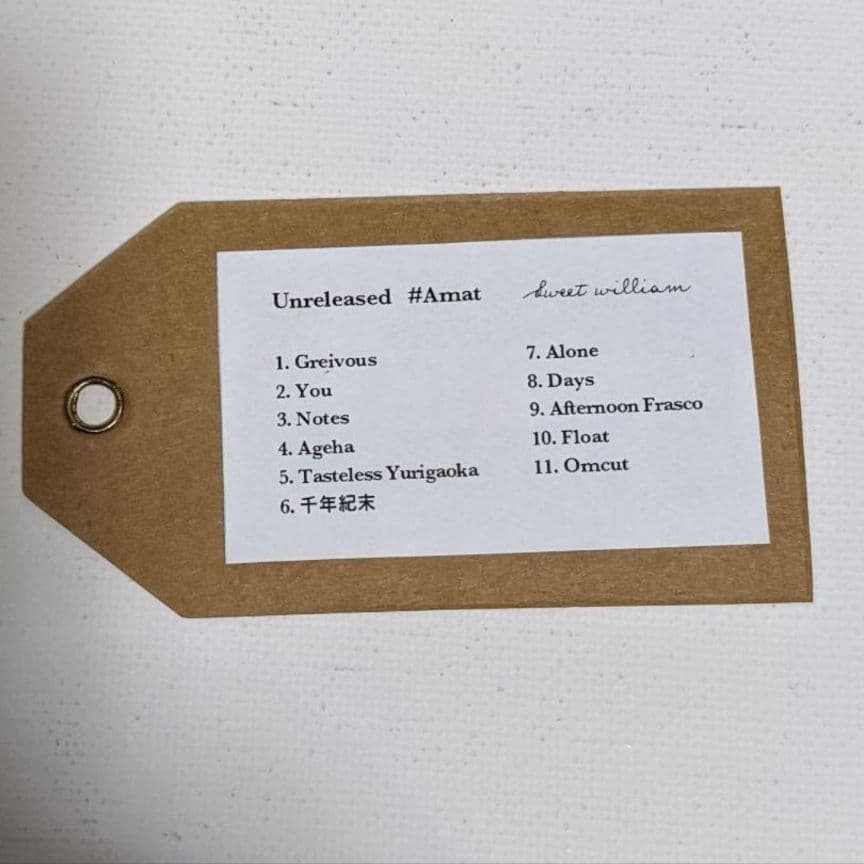 Unreleased #Amat
Sweet william
1. Greivous
2. You
3. Notes
4. Ageha
5. Tasteless Yurigaoka
6. 千年紀末
7. Alone
8. Days
9. Afternoon Frasco
10. Float
11. Omcut